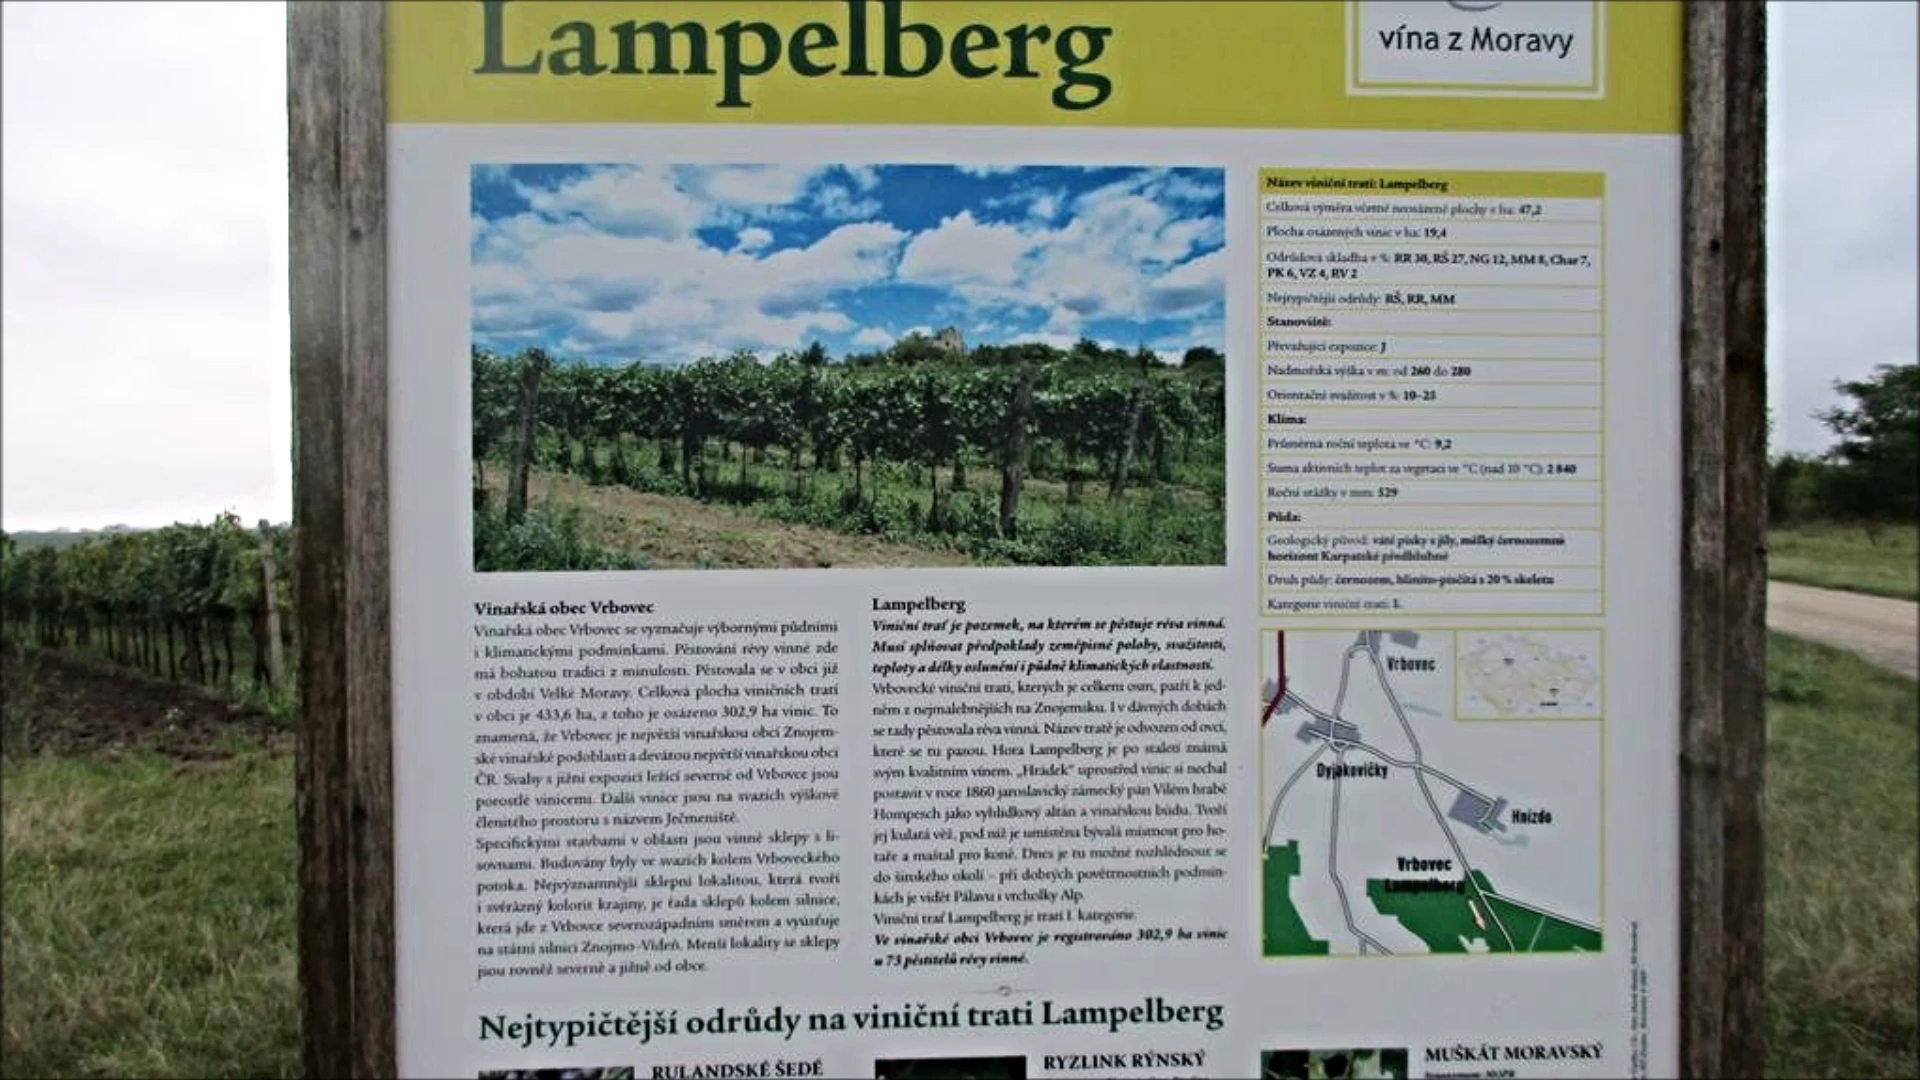 Lampelberg
vína z Moravy
Název viniční trati: Lampelberg
Celková výměra včetně neosázené plochy v ha: 47,2
Plocha osázených vinic v ha: 19,4
Odrůdová skladba v %: RR 30, RŠ 27, NG 12, MM 8, Char 7,
PK 6, VZ 4, RV 2
Nejtypičtější odrůdy: RŠ, RR, MM
Stanoviště:
Převažující expozice: J
Nadmořská výška v m: od 260 do 280
Orientační svažitost v %: 10–25
Klima:
Průměrná roční teplota ve °C: 9,2
Suma aktivních teplot za vegetaci ve °C (nad 10 °C): 2 840
Roční srážky v mm: 529
Půda:
Geologický původ: váté písky s jíly, mělký černozemní
horizont Karpatské předhlubně
Druh půdy: černozem, hlinito-písčitá s 20 % skeletu
Kategorie viniční trati: I.
Vinařská obec Vrbovec
Vinařská obec Vrbovec se vyznačuje výbornými půdními
i klimatickými podmínkami. Pěstování révy vinné zde
má bohatou tradici z minulosti. Pěstovala se v obci již
v období Velké Moravy. Celková plocha viničních tratí
v obci je 433,6 ha, z toho je osázeno 302,9 ha vinic. To
znamená, že Vrbovec je největší vinařskou obcí Znojem-
ské vinařské podoblasti a devátou největší vinařskou obcí
ČR. Svahy s jižní expozicí ležící severně od Vrbovce jsou
porostlé vinicemi. Další vinice jsou na svazích výškově
členitého prostoru s názvem Ječmeniště.
Specifickými stavbami v oblasti jsou vinné sklepy s li-
sovnami. Budovány byly ve svazích kolem Vrboveckého
potoka. Nejvýznamnější sklepní lokalitou, která tvoří
i svérázný kolorit krajiny, je řada sklepů kolem silnice,
která jde z Vrbovce severozápadním směrem a vyúsťuje
na státní silnici Znojmo–Vídeň. Menší lokality se sklepy
jsou rovněž severně a jižně od obce.
Lampelberg
Viniční trať je pozemek, na kterém se pěstuje réva vinná.
Musí splňovat předpoklady zeměpisné polohy, svažitosti,
teploty a délky oslunění i půdně klimatických vlastností.
Vrbovecké viniční trati, kterých je celkem osm, patří k jed-
něm z nejmalebnějších na Znojemsku. I v dávných dobách
se tady pěstovala réva vinná. Název tratě je odvozen od ovcí,
které se tu pasou. Hora Lampelberg je po staletí známá
svým kvalitním vínem. „Hrádek“ uprostřed vinic si nechal
postavit v roce 1860 jaroslavický zámecký pán Vilém hrabě
Hompesch jako vyhlídkový altán a vinařskou búdu. Tvoří
jej kulatá věž, pod níž je umístěna bývalá místnost pro ho-
taře a maštal pro koně. Dnes je tu možné rozhlédnout se
do širokého okolí – při dobrých povětrnostních podmín-
kách je vidět Pálavu i vrcholky Alp.
Viniční trať Lampelberg je tratí I. kategorie.
Ve vinařské obci Vrbovec je registrováno 302,9 ha vinic
u 73 pěstitelů révy vinné.
Vrbovec
Dyjákovičky
Hnízdo
Vrbovec
Lampelberg
Nejtypičtější odrůdy na viniční trati Lampelberg
RULANDSKÉ ŠEDÉ
RYZLINK RÝNSKÝ
MUŠKÁT MORAVSKÝ